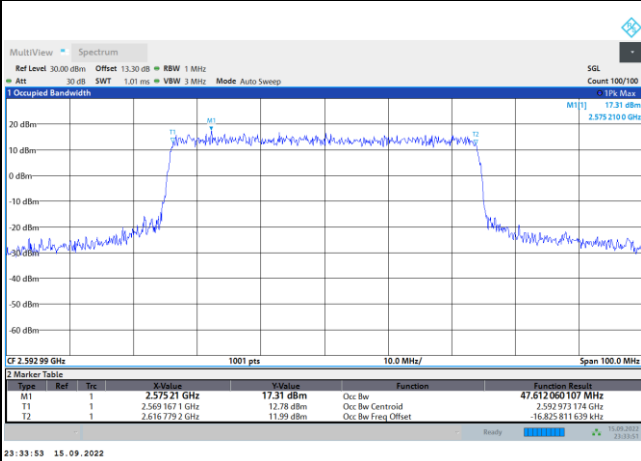 MultiView Spectrum
Ref Level 30.00 dBm Offset 13.30 dB RBW 1 MHz SGL
Att 30 dB SWT 1.01 ms VBW 3 MHz Mode Auto Sweep Count 100/100
1 Occupied Bandwidth 1Pk Max
M1[1] 17.31 dBm
2.575 210 0 GHz
M1
T1 T2
20 dBm
10 dBm
0 dBm
-10 dBm
-20 dBm
-30 dBm
-40 dBm
-50 dBm
-60 dBm
CF 2.592 99 GHz 1001 pts 10.0 MHz/ Span 100.0 MHz
2 Marker Table
Type Ref Trc X-Value Y-Value Function Function Result
M1 1 2.575 21 GHz 17.31 dBm Occ Bw 47.612 060 107 MHz
T1 1 2.569 167 1 GHz 12.78 dBm Occ Bw Centroid 2.592 973 174 GHz
T2 1 2.616 779 2 GHz 11.99 dBm Occ Bw Freq Offset -16.825 811 639 kHz
Ready 15.09.2022
23:33:53
23:33:53 15.09.2022